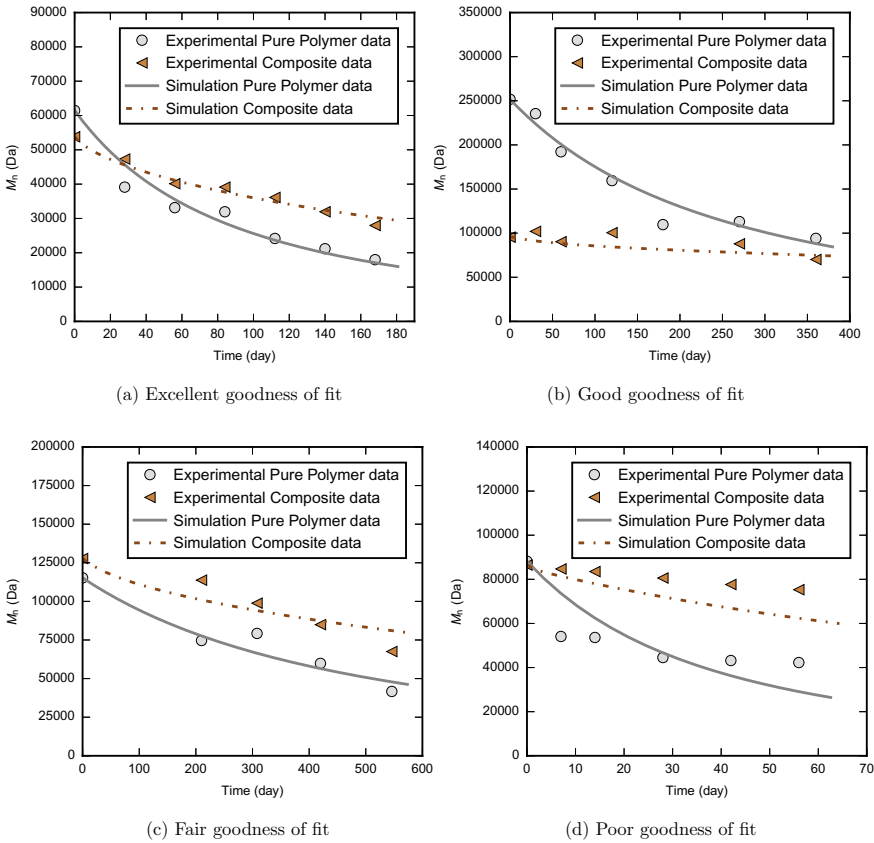 90000
80000
70000
60000
50000
40000
30000
20000
10000
0
Mn (Da)
Experimental Pure Polymer data
Experimental Composite data
Simulation Pure Polymer data
Simulation Composite data
0 20 40 60 80 100 120 140 160 180
Time (day)
(a) Excellent goodness of fit
350000
300000
250000
200000
150000
100000
50000
0
Mn (Da)
Experimental Pure Polymer data
Experimental Composite data
Simulation Pure Polymer data
Simulation Composite data
0 50 100 150 200 250 300 350 400
Time (day)
(b) Good goodness of fit
200000
175000
150000
125000
100000
75000
50000
25000
0
Mn (Da)
Experimental Pure Polymer data
Experimental Composite data
Simulation Pure Polymer data
Simulation Composite data
0 100 200 300 400 500 600
Time (day)
(c) Fair goodness of fit
140000
120000
100000
80000
60000
40000
20000
0
Mn (Da)
Experimental Pure Polymer data
Experimental Composite data
Simulation Pure Polymer data
Simulation Composite data
0 10 20 30 40 50 60 70
Time (day)
(d) Poor goodness of fit